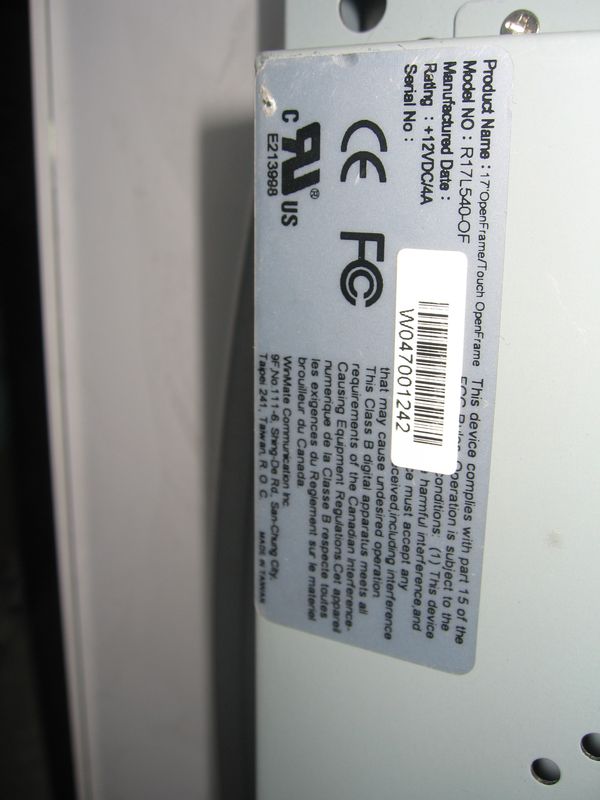 Product Name : 17"OpenFrame/Touch OpenFrame
Model NO : R17L540-OF
Manufactured Date :
Rating : +12VDC/4A
Serial No :
W047001242
CE
FC
c RU ® US
E213998
This device complies with part 15 of the
FCC Rules. Operation is subject to the
conditions: (1) This device
harmful interference,and
must accept any
received,including interference
that may cause undesired operation
This Class B digital apparatus meets all
requirements of the Canadian Interference-
Causing Equipment Regulations.Cet appareil
numerique de la Classe B respecte toutes
les exigences du Reglement sur le materiel
brouilleur du Canada.
WinMate Communication Inc.
9F,No.111-6, Shing-De Rd, San-Chung City,
Taipei 241, Taiwan, R. O. C. MADE IN TAIWAN